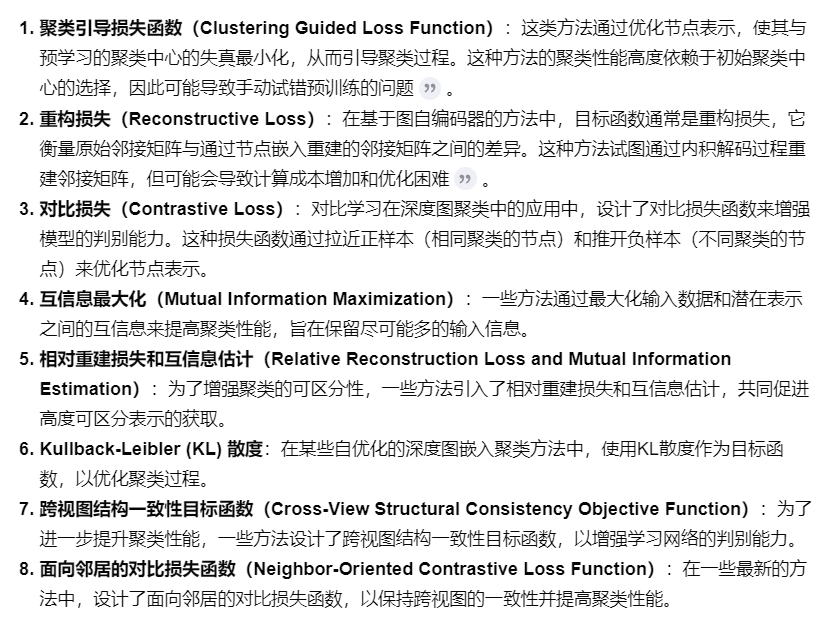 1. 聚类引导损失函数（Clustering Guided Loss Function）：这类方法通过优化节点表示，使其与
预学习的聚类中心的失真最小化，从而引导聚类过程。这种方法的聚类性能高度依赖于初始聚类中
心的选择，因此可能导致手动试错预训练的问题 ” 。
2. 重构损失（Reconstructive Loss）：在基于图自编码器的方法中，目标函数通常是重构损失，它
衡量原始邻接矩阵与通过节点嵌入重建的邻接矩阵之间的差异。这种方法试图通过内积解码过程重
建邻接矩阵，但可能会导致计算成本增加和优化困难 ” 。
3. 对比损失（Contrastive Loss）：对比学习在深度图聚类中的应用中，设计了对比损失函数来增强
模型的判别能力。这种损失函数通过拉近正样本（相同聚类的节点）和推开负样本（不同聚类的节
点）来优化节点表示。
4. 互信息最大化（Mutual Information Maximization）：一些方法通过最大化输入数据和潜在表示
之间的互信息来提高聚类性能，旨在保留尽可能多的输入信息。
5. 相对重建损失和互信息估计（Relative Reconstruction Loss and Mutual Information
Estimation）：为了增强聚类的可区分性，一些方法引入了相对重建损失和互信息估计，共同促进
高度可区分表示的获取。
6. Kullback-Leibler (KL) 散度：在某些自优化的深度图嵌入聚类方法中，使用KL散度作为目标函
数，以优化聚类过程。
7. 跨视图结构一致性目标函数（Cross-View Structural Consistency Objective Function）：为了
进一步提升聚类性能，一些方法设计了跨视图结构一致性目标函数，以增强学习网络的判别能力。
8. 面向邻居的对比损失函数（Neighbor-Oriented Contrastive Loss Function）：在一些最新的方
法中，设计了面向邻居的对比损失函数，以保持跨视图的一致性并提高聚类性能。